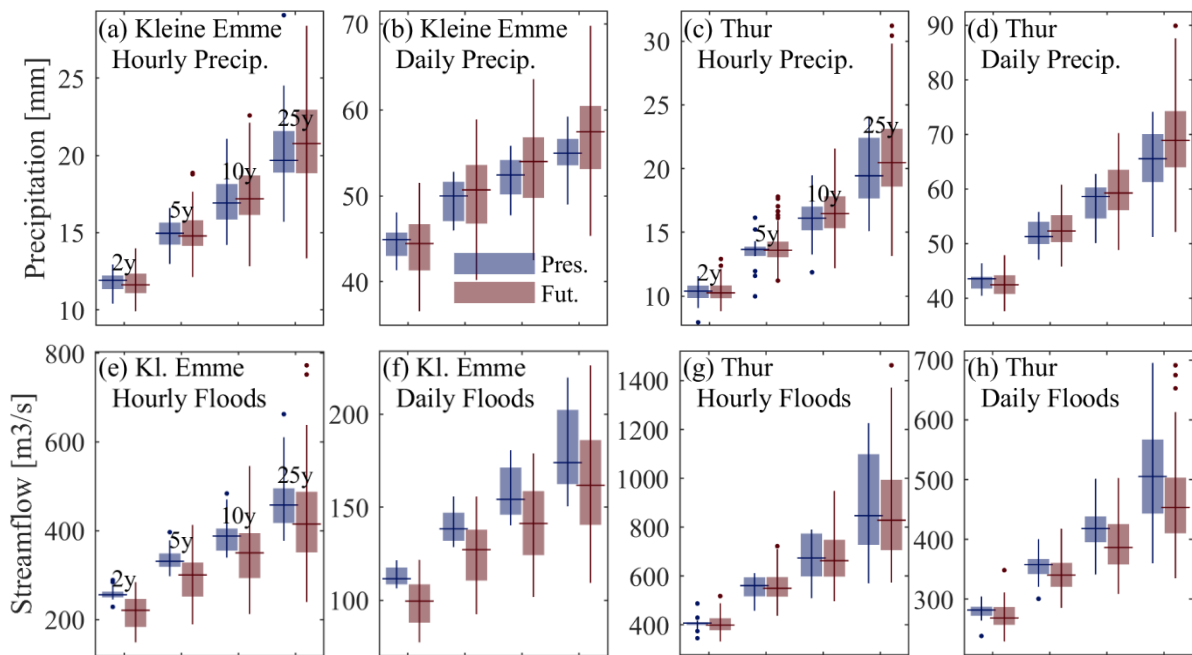 (a) Kleine Emme
Hourly Precip.
(b) Kleine Emme
Daily Precip.
(c) Thur
Hourly Precip.
(d) Thur
Daily Precip.
Precipitation [mm]
25
20
15
10
2y
5y
10y
25y
70
60
50
40
Pres.
Fut.
30
25
20
15
10
2y
5y
10y
25y
90
80
70
60
50
40
(e) Kl. Emme
Hourly Floods
(f) Kl. Emme
Daily Floods
(g) Thur
Hourly Floods
(h) Thur
Daily Floods
Streamflow [m3/s]
800
600
400
200
2y
5y
10y
25y
200
150
100
1400
1200
1000
800
600
400
700
600
500
400
300